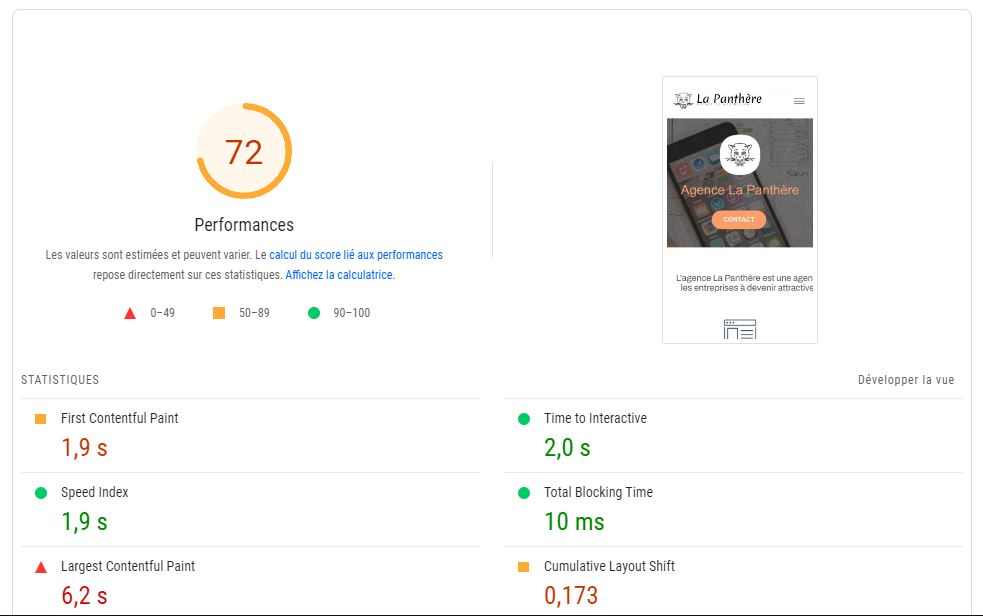 72
Performances
Les valeurs sont estimées et peuvent varier. Le calcul du score lié aux performances
repose directement sur ces statistiques. Affichez la calculatrice.
0–49
50–89
90–100
La Panthère
Agence La Panthère
CONTACT
L'agence La Panthère est une agen
les entreprises à devenir attractive
STATISTIQUES
Développer la vue
First Contentful Paint
1,9 s
Time to Interactive
2,0 s
Speed Index
1,9 s
Total Blocking Time
10 ms
Largest Contentful Paint
6,2 s
Cumulative Layout Shift
0,173